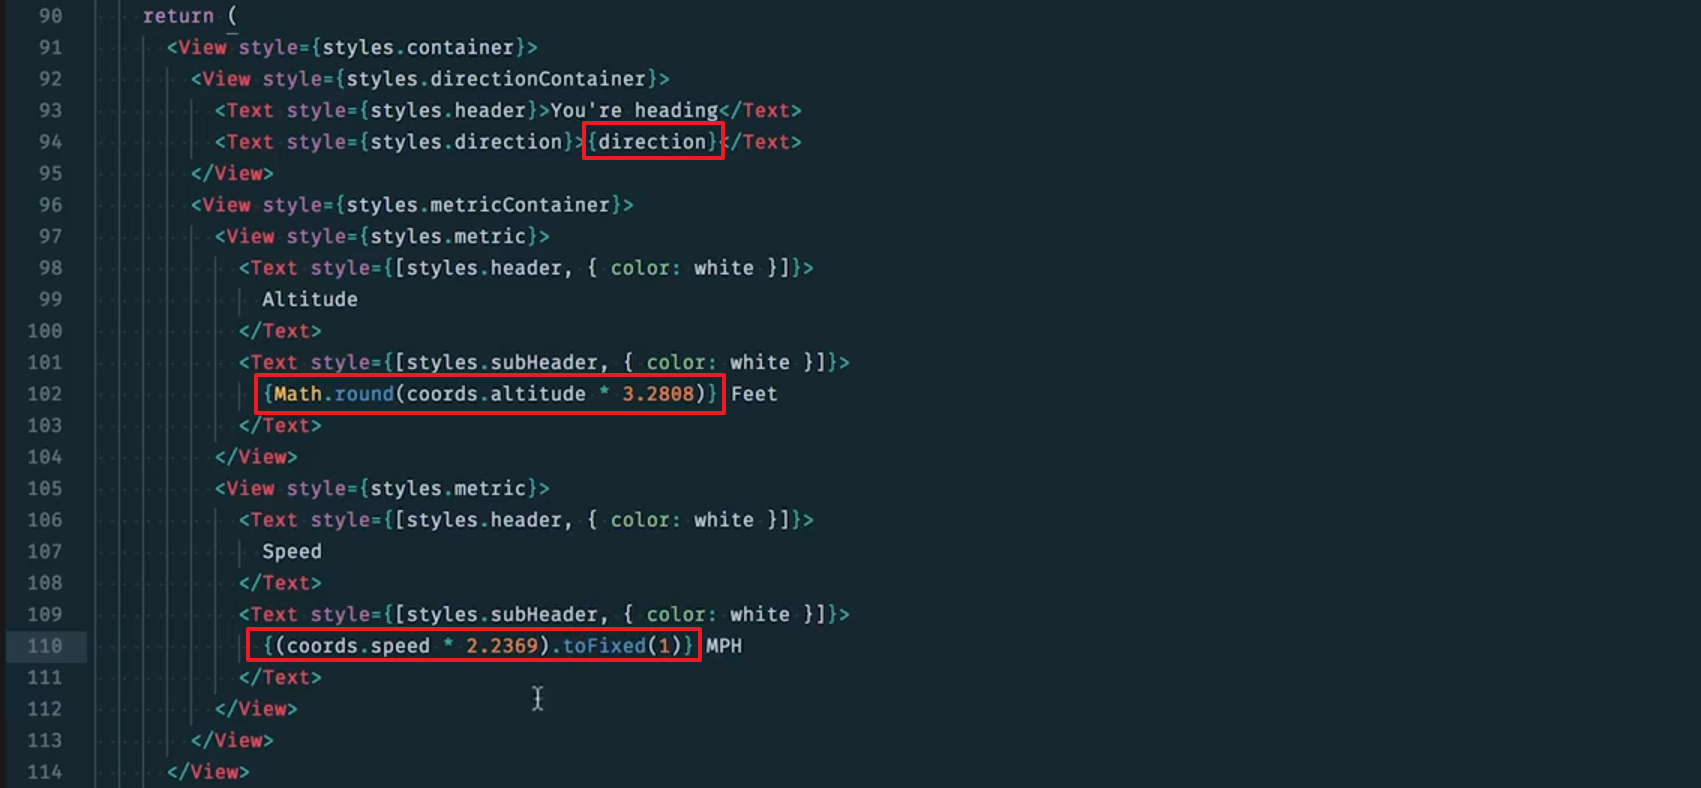 90 return (
91 <View style={styles.container}>
92 <View style={styles.directionContainer}>
93 <Text style={styles.header}>You're heading</Text>
94 <Text style={styles.direction}>{direction}</Text>
95 </View>
96 <View style={styles.metricContainer}>
97 <View style={styles.metric}>
98 <Text style={[styles.header, { color: white }]}>
99 Altitude
100 </Text>
101 <Text style={[styles.subHeader, { color: white }]}>
102 {Math.round(coords.altitude * 3.2808)} Feet
103 </Text>
104 </View>
105 <View style={styles.metric}>
106 <Text style={[styles.header, { color: white }]}>
107 Speed
108 </Text>
109 <Text style={[styles.subHeader, { color: white }]}>
110 {(coords.speed * 2.2369).toFixed(1)} MPH
111 </Text>
112 </View>
113 </View>
114 </View>